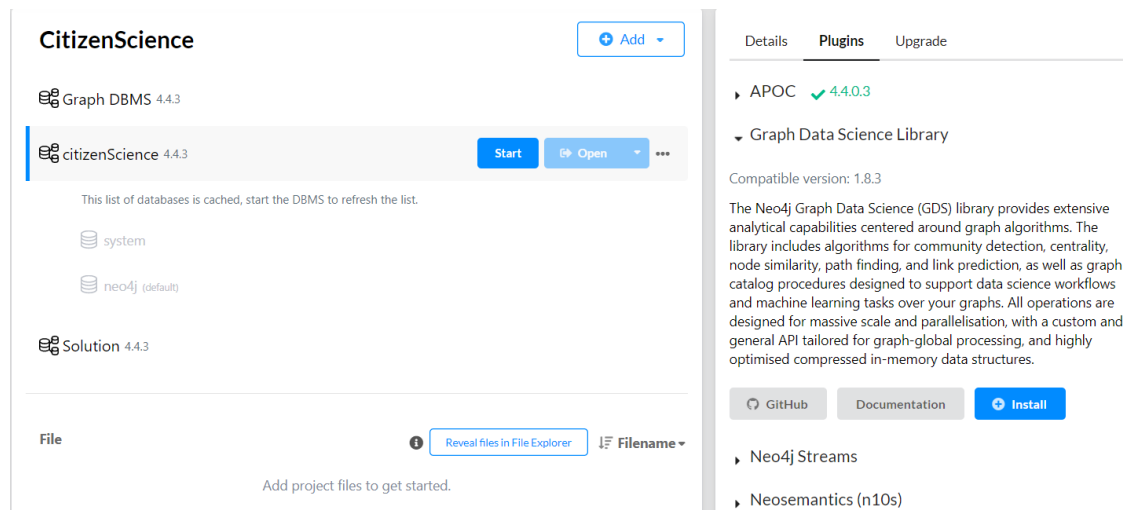 CitizenScience
Add
Graph DBMS 4.4.3
citizenScience 4.4.3
Start
Open
This list of databases is cached, start the DBMS to refresh the list.
system
neo4j (default)
Solution 4.4.3
File
Reveal files in File Explorer
Filename
Add project files to get started.
Details Plugins Upgrade
APOC 4.4.0.3
Graph Data Science Library
Compatible version: 1.8.3
The Neo4j Graph Data Science (GDS) library provides extensive
analytical capabilities centered around graph algorithms. The
library includes algorithms for community detection, centrality,
node similarity, path finding, and link prediction, as well as graph
catalog procedures designed to support data science workflows
and machine learning tasks over your graphs. All operations are
designed for massive scale and parallelisation, with a custom and
general API tailored for graph-global processing, and highly
optimised compressed in-memory data structures.
GitHub
Documentation
Install
Neo4j Streams
Neosemantics (n10s)